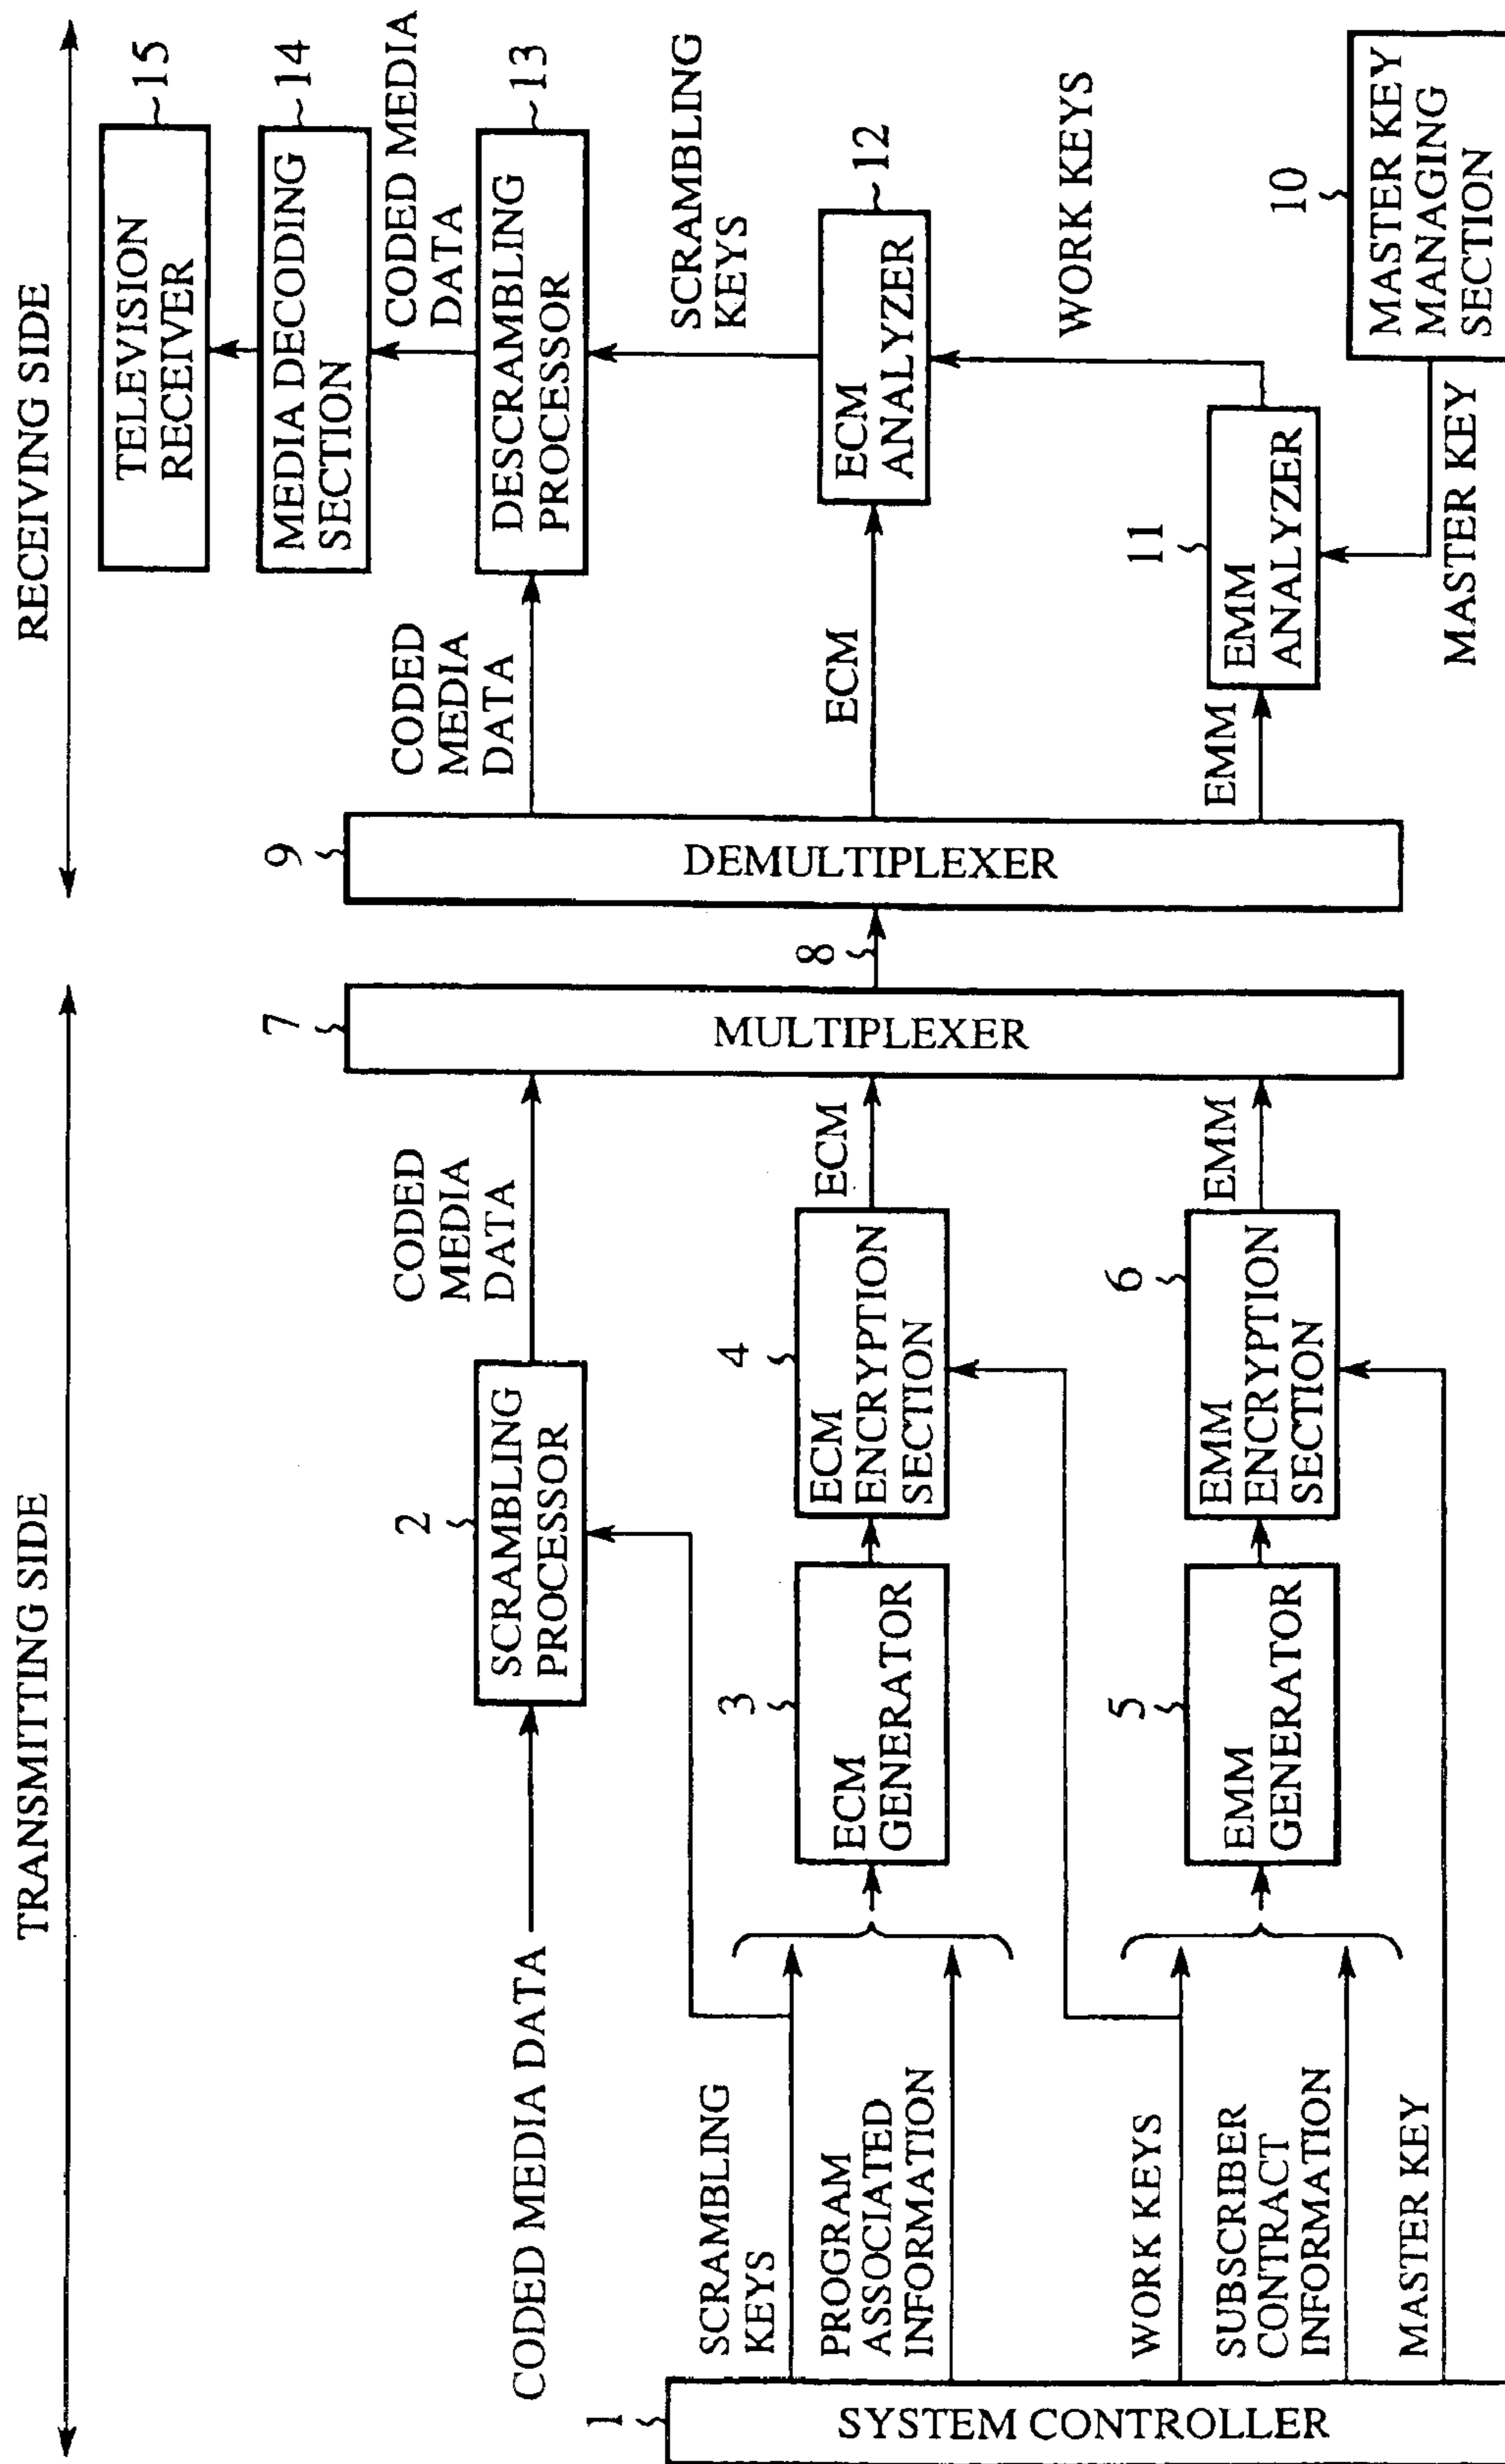 TRANSMITTING SIDE
RECEIVING SIDE
1
SYSTEM CONTROLLER
CODED MEDIA DATA
SCRAMBLING
KEYS
PROGRAM
ASSOCIATED
INFORMATION
WORK KEYS
SUBSCRIBER
CONTRACT
INFORMATION
MASTER KEY
2
SCRAMBLING
PROCESSOR
3
ECM
GENERATOR
4
ECM
ENCRYPTION
SECTION
5
EMM
GENERATOR
6
EMM
ENCRYPTION
SECTION
CODED
MEDIA
DATA
ECM
EMM
7
MULTIPLEXER
8
9
DEMULTIPLEXER
CODED
MEDIA
DATA
ECM
EMM
11
EMM
ANALYZER
MASTER KEY
10
MASTER KEY
MANAGING
SECTION
WORK KEYS
ECM
ANALYZER
12
SCRAMBLING
KEYS
DESCRAMBLING
PROCESSOR
13
CODED MEDIA
DATA
MEDIA DECODING
SECTION
14
TELEVISION
RECEIVER
15